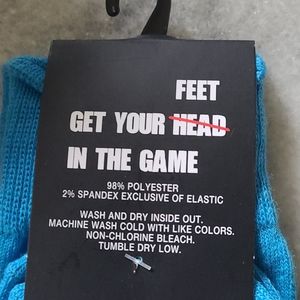 FEET
GET YOUR HEAD
IN THE GAME
98% POLYESTER
2% SPANDEX EXCLUSIVE OF ELASTIC
WASH AND DRY INSIDE OUT.
MACHINE WASH COLD WITH LIKE COLORS.
NON-CHLORINE BLEACH.
TUMBLE DRY LOW.